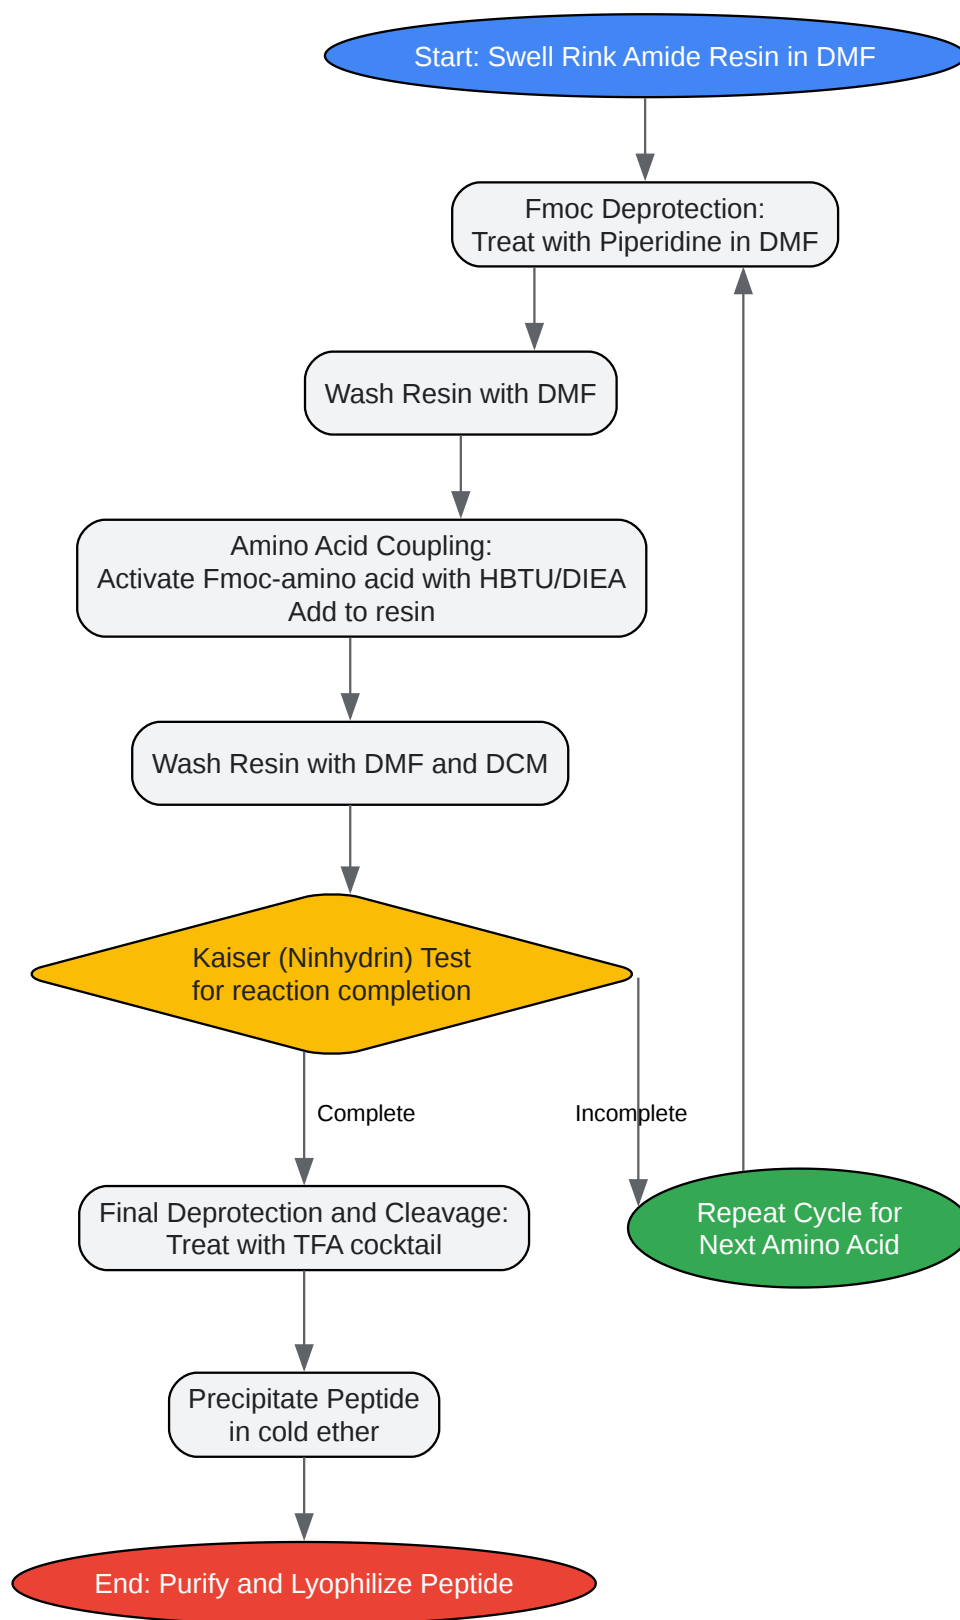 Start: Swell Rink Amide Resin in DMF
Fmoc Deprotection:
Treat with Piperidine in DMF
Wash Resin with DMF
Amino Acid Coupling:
Activate Fmoc-amino acid with HBTU/DIEA
Add to resin
Wash Resin with DMF and DCM
Kaiser (Ninhydrin) Test
for reaction completion
Complete
Incomplete
Final Deprotection and Cleavage:
Treat with TFA cocktail
Repeat Cycle for
Next Amino Acid
Precipitate Peptide
in cold ether
End: Purify and Lyophilize Peptide